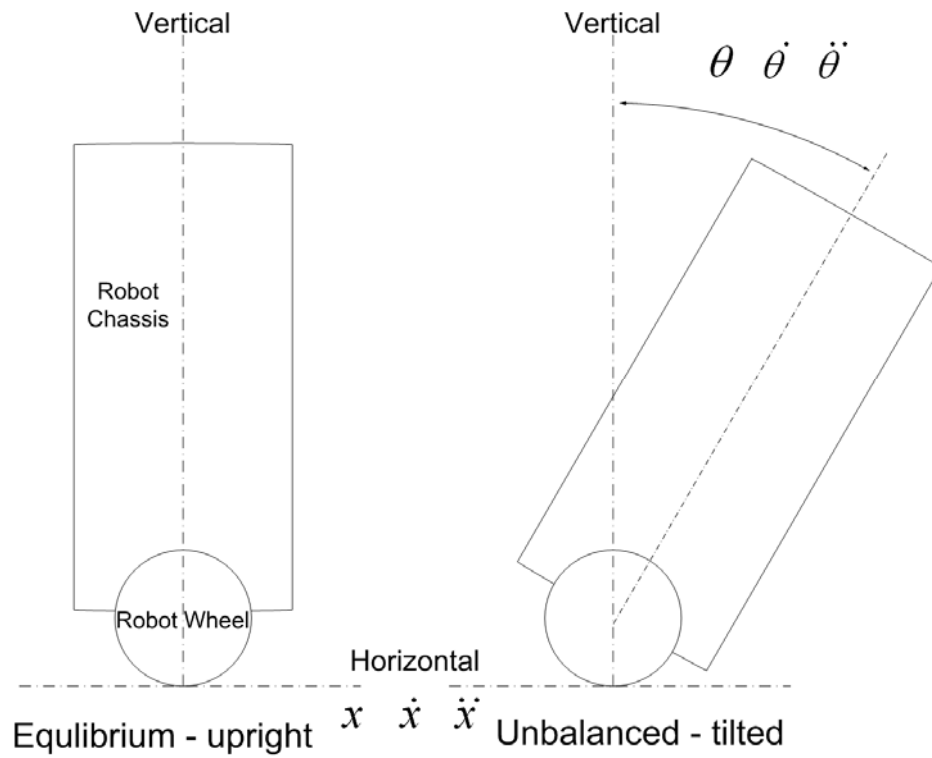 Vertical
Vertical
θ θ̇ θ̈
Robot
Chassis
Robot Wheel
Horizontal
x ẋ ẍ
Equlibrium - upright
Unbalanced - tilted